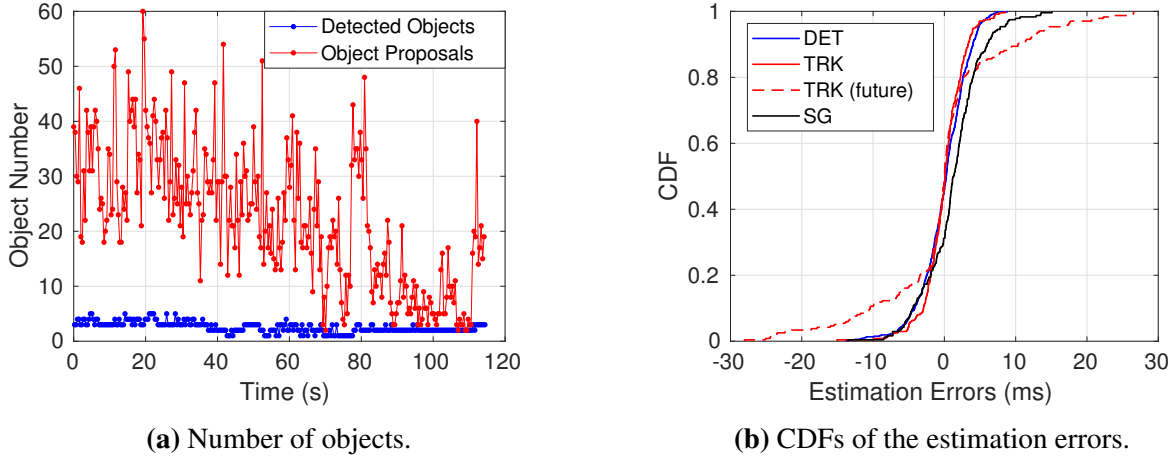 Detected Objects
Object Proposals
60
50
40
30
20
10
0
Object Number
0 20 40 60 80 100 120
Time (s)
(a) Number of objects.
DET
TRK
TRK (future)
SG
1
0.8
0.6
0.4
0.2
0
CDF
-30 -20 -10 0 10 20 30
Estimation Errors (ms)
(b) CDFs of the estimation errors.